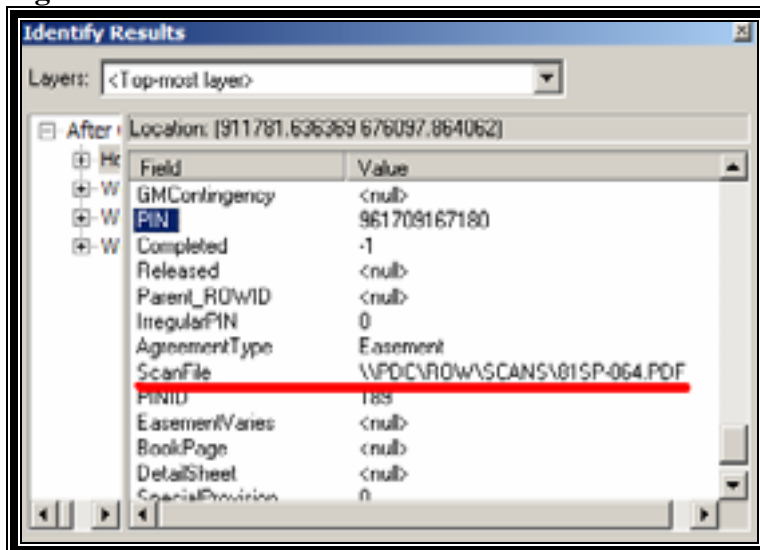 Identify Results
Layers: <Top-most layer>
After
Location: (911781.636369 676097.864062)
Field Value
GMContingency <null>
PIN 961709167180
Completed -1
Released <null>
Parent_ROWID <null>
IrregularPIN 0
AgreementType Easement
ScanFile \\PDC\ROW\SCANS\81SP-064.PDF
PINID 189
EasementVaries <null>
BookPage <null>
DetailSheet <null>
SpecialProvision 0